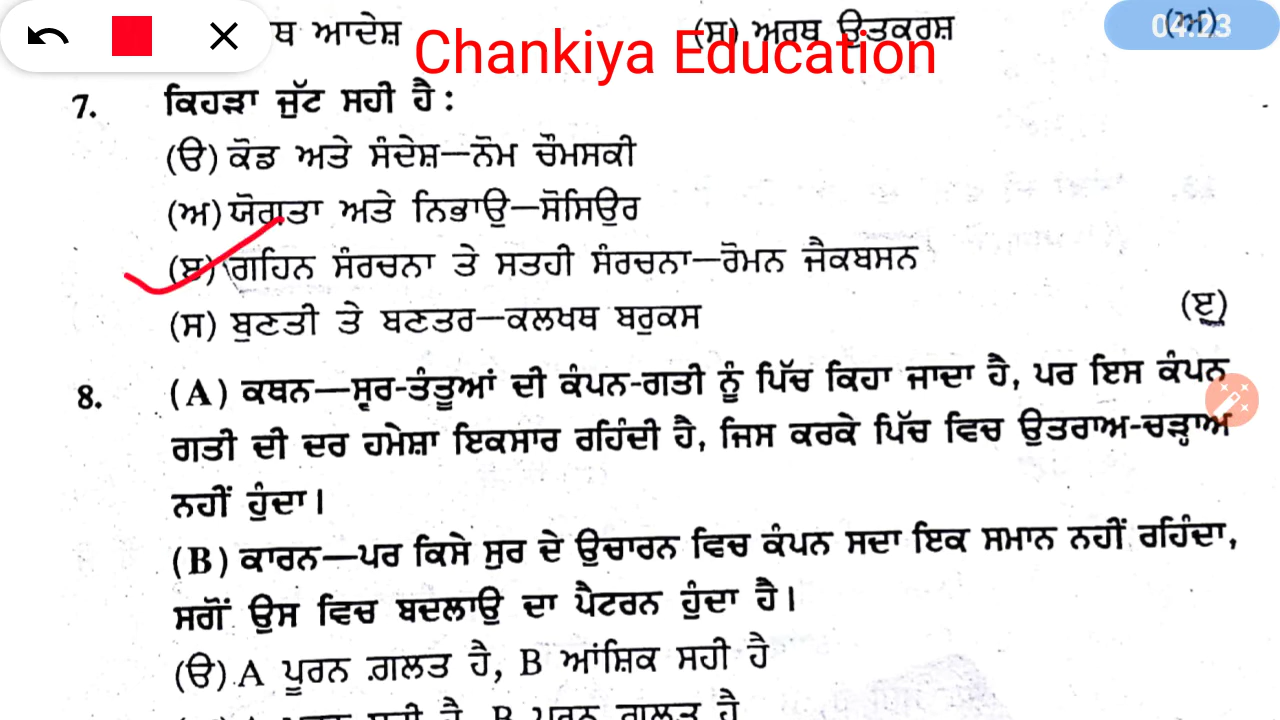 ਥ ਆਦੇਸ਼ (ਸ) ਅਰਥ ਉਤਕਰਸ਼ (ਅ)
04:23
Chankiya Education
7. ਕਿਹੜਾ ਜੁੱਟ ਸਹੀ ਹੈ :
(ੳ) ਕੋਡ ਅਤੇ ਸੰਦੇਸ਼—ਨੋਮ ਚੌਮਸਕੀ
(ਅ) ਯੋਗਤਾ ਅਤੇ ਨਿਭਾਉ—ਸੋਸਿਉਰ
(ੲ) ਗਹਿਨ ਸੰਰਚਨਾ ਤੇ ਸਤਹੀ ਸੰਰਚਨਾ—ਰੋਮਨ ਜੈਕਬਸਨ
(ਸ) ਬੁਣਤੀ ਤੇ ਬਣਤਰ—ਕਲਖਥ ਬਰੁਕਸ (ੲ)
8. (A) ਕਥਨ—ਸੁਰ-ਤੰਤੂਆਂ ਦੀ ਕੰਪਨ-ਗਤੀ ਨੂੰ ਪਿੱਚ ਕਿਹਾ ਜਾਦਾ ਹੈ, ਪਰ ਇਸ ਕੰਪਨ
ਗਤੀ ਦੀ ਦਰ ਹਮੇਸ਼ਾ ਇਕਸਾਰ ਰਹਿੰਦੀ ਹੈ, ਜਿਸ ਕਰਕੇ ਪਿੱਚ ਵਿਚ ਉਤਰਾਅ-ਚੜ੍ਹਾਅ
ਨਹੀਂ ਹੁੰਦਾ।
(B) ਕਾਰਨ—ਪਰ ਕਿਸੇ ਸੁਰ ਦੇ ਉਚਾਰਨ ਵਿਚ ਕੰਪਨ ਸਦਾ ਇਕ ਸਮਾਨ ਨਹੀਂ ਰਹਿੰਦਾ,
ਸਗੋਂ ਉਸ ਵਿਚ ਬਦਲਾਉ ਦਾ ਪੈਟਰਨ ਹੁੰਦਾ ਹੈ।
(ੳ) A ਪੂਰਨ ਗ਼ਲਤ ਹੈ, B ਆਂਸ਼ਿਕ ਸਹੀ ਹੈ
ਸਹੀ ਹੈ, B ਪੂਰਨ ਗਲਤ ਹੈ